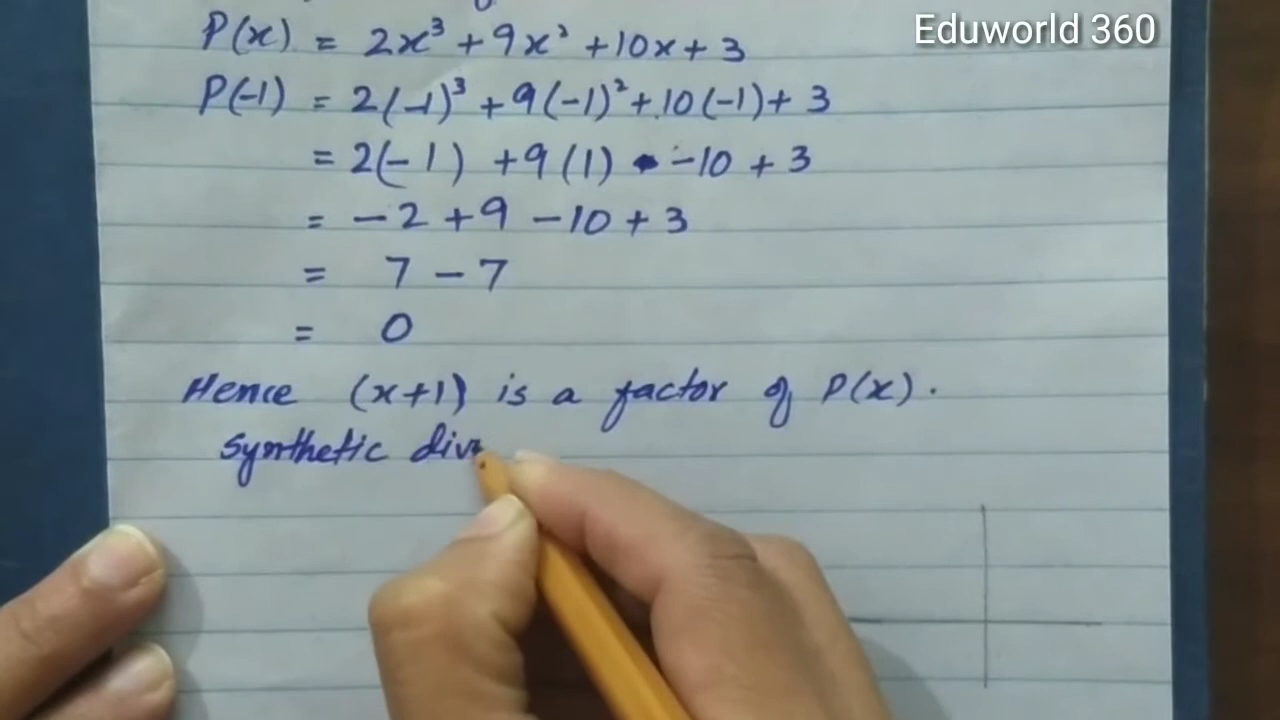 Eduworld 360
P(x) = 2x³ + 9x² + 10x + 3
P(-1) = 2(-1)³ + 9(-1)² + 10(-1) + 3
= 2(-1) + 9(1) - 10 + 3
= -2 + 9 - 10 + 3
= 7 - 7
= 0
Hence (x+1) is a factor of P(x).
Synthetic div